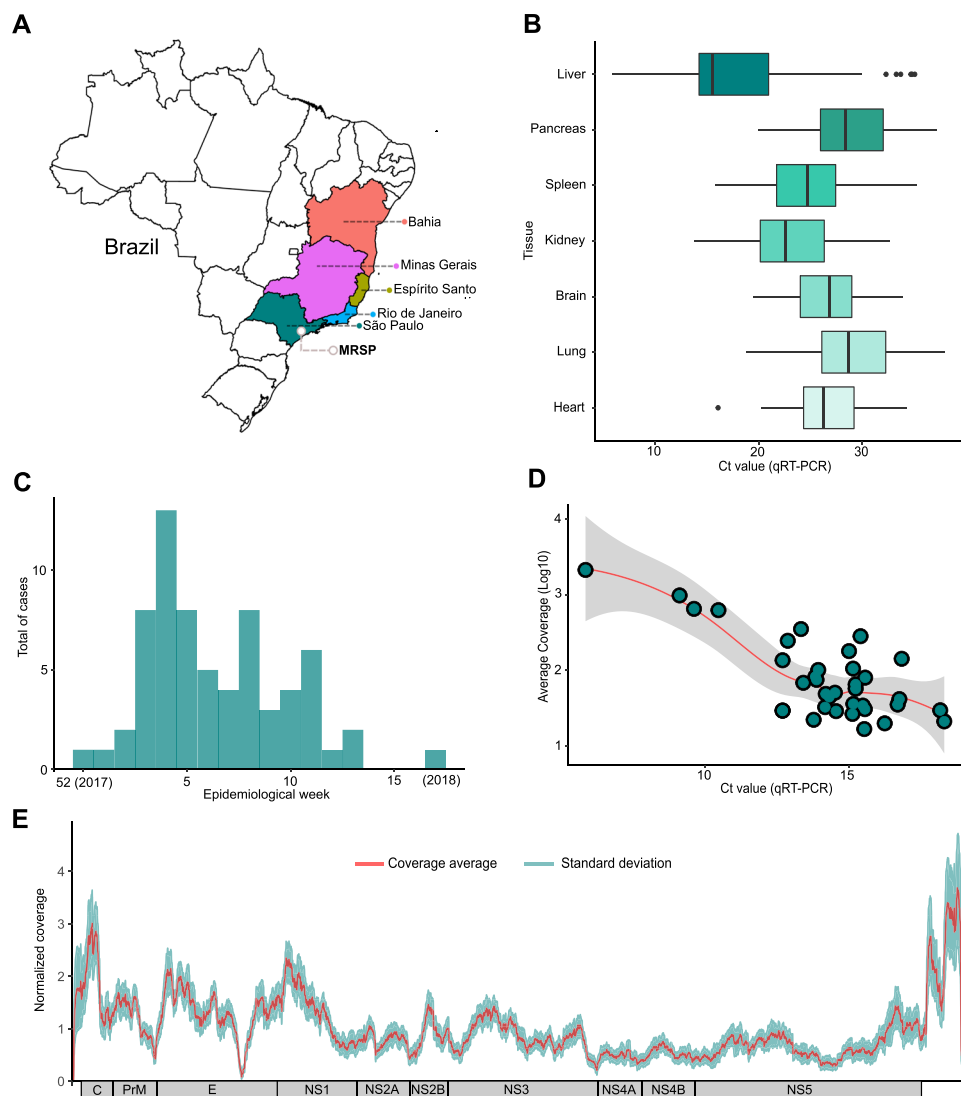 A
Brazil
Bahia
Minas Gerais
Espírito Santo
Rio de Janeiro
São Paulo
MRSP
B
Tissue
Liver
Pancreas
Spleen
Kidney
Brain
Lung
Heart
10 20 30
Ct value (qRT-PCR)
C
Total of cases
10
5
0
52 (2017) 5 10 15 (2018)
Epidemiological week
D
Average Coverage (Log10)
4
3
2
1
10 15
Ct value (qRT-PCR)
E
Coverage average Standard deviation
Normalized coverage
4
3
2
1
0
C PrM E NS1 NS2A NS2B NS3 NS4A NS4B NS5